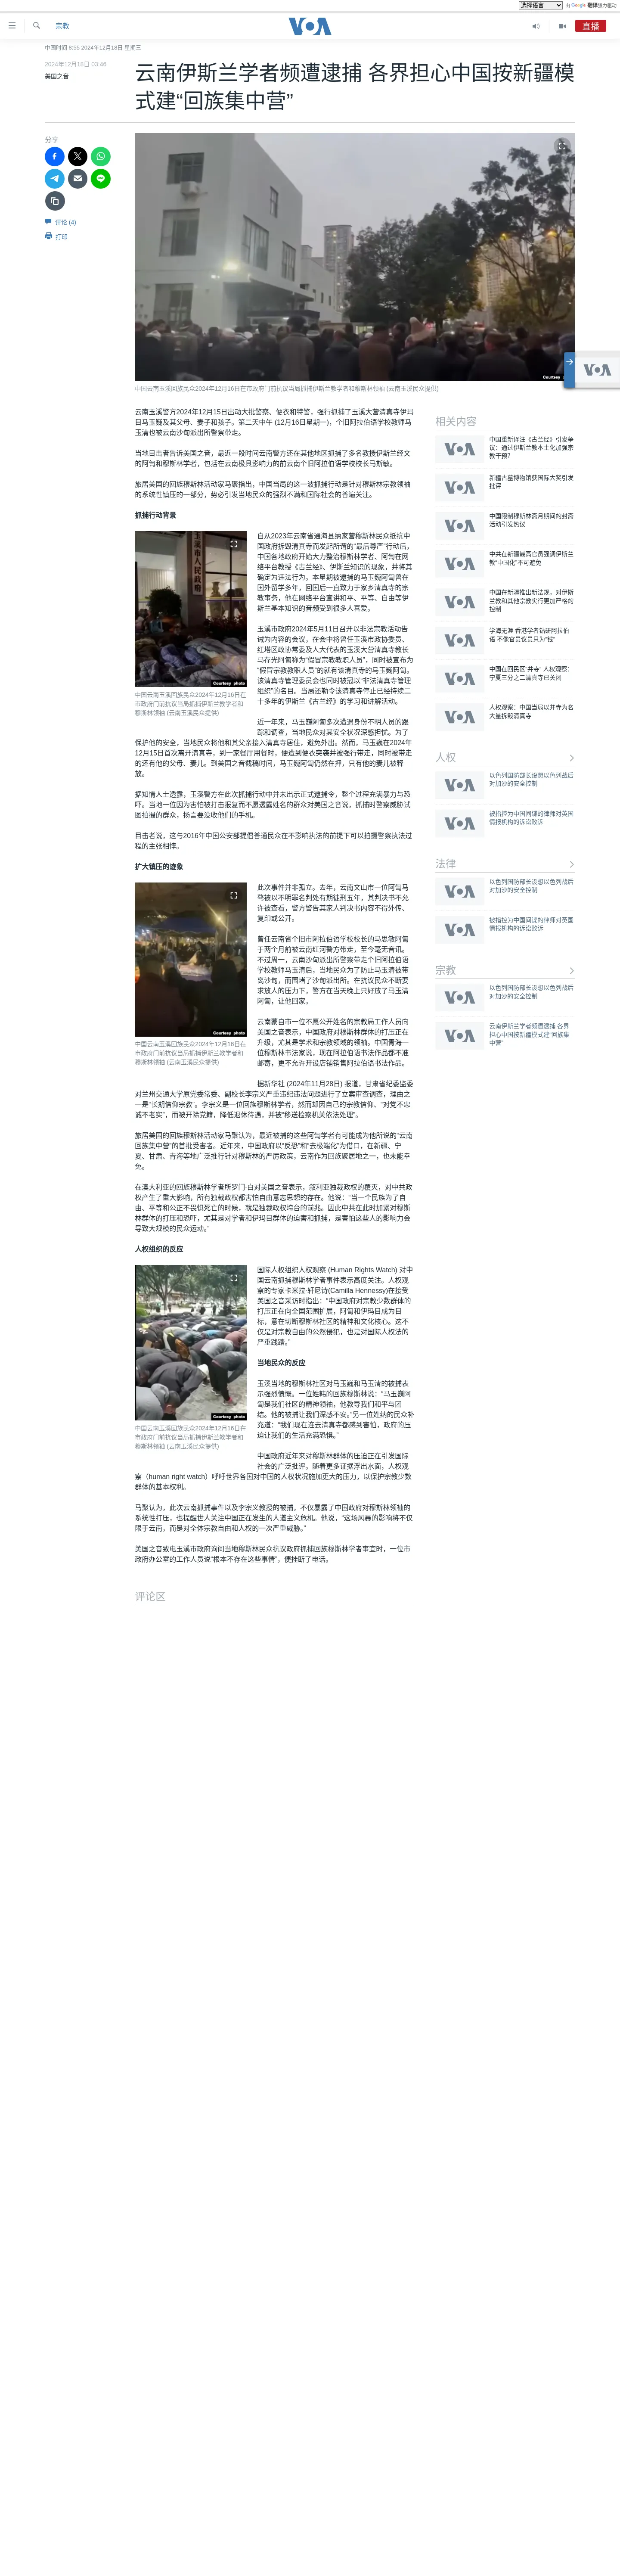 选择语言 由 Google 翻译强力驱动
宗教
VOA
直播
中国时间 8:55 2024年12月18日 星期三
2024年12月18日 03:46
美国之音
云南伊斯兰学者频遭逮捕 各界担心中国按新疆模
式建“回族集中营”
分享
评论 (4)
打印
Courtesy photo
中国云南玉溪回族民众2024年12月16日在市政府门前抗议当局抓捕伊斯兰教学者和穆斯林领袖 (云南玉溪民众提供)
云南玉溪警方2024年12月15日出动大批警察、便衣和特警，强行抓捕了玉溪大营清真寺伊玛
目马玉巍及其父母、妻子和孩子。第二天中午 (12月16日星期一)，个旧阿拉伯语学校教师马
玉清也被云南沙甸派出所警察带走。
当地目击者告诉美国之音，最近一段时间云南警方还在其他地区抓捕了多名教授伊斯兰经文
的阿訇和穆斯林学者，包括在云南极具影响力的前云南个旧阿拉伯语学校校长马斯敏。
旅居美国的回族穆斯林活动家马聚指出，中国当局的这一波抓捕行动是针对穆斯林宗教领袖
的系统性镇压的一部分，势必引发当地民众的强烈不满和国际社会的普遍关注。
抓捕行动背景
Courtesy photo
中国云南玉溪回族民众2024年12月16日在
市政府门前抗议当局抓捕伊斯兰教学者和
穆斯林领袖 (云南玉溪民众提供)
自从2023年云南省通海县纳家营穆斯林民众抵抗中
国政府拆毁清真寺而发起所谓的“最后尊严”行动后，
中国各地政府开始大力整治穆斯林学者、阿訇在网
络平台教授《古兰经》、伊斯兰知识的现象，并将其
确定为违法行为。本星期被逮捕的马玉巍阿訇曾在
国外留学多年，回国后一直致力于家乡清真寺的宗
教事务，他在网络平台宣讲和平、平等、自由等伊
斯兰基本知识的音频受到很多人喜爱。
玉溪市政府2024年5月11日召开以非法宗教活动告
诫为内容的会议，在会中将曾任玉溪市政协委员、
红塔区政协常委及人大代表的玉溪大营清真寺教长
马存光阿訇称为“假冒宗教教职人员”，同时被宣布为
“假冒宗教教职人员”的就有该清真寺的马玉巍阿訇。
该清真寺管理委员会也同时被冠以“非法清真寺管理
组织”的名目。当局还勒令该清真寺停止已经持续二
十多年的伊斯兰《古兰经》的学习和讲解活动。
近一年来，马玉巍阿訇多次遭遇身份不明人员的跟
踪和调查，当地民众对其安全状况深感担忧。为了
保护他的安全，当地民众将他和其父亲接入清真寺居住，避免外出。然而，马玉巍在2024年
12月15日首次离开清真寺，到一家餐厅用餐时，便遭到便衣突袭并被强行带走，同时被带走
的还有他的父母、妻儿。到美国之音截稿时间，马玉巍阿訇仍然在押，只有他的妻儿被释
放。
据知情人士透露，玉溪警方在此次抓捕行动中并未出示正式逮捕令，整个过程充满暴力与恐
吓。当地一位因为害怕被打击报复而不愿透露姓名的群众对美国之音说，抓捕时警察威胁试
图拍摄的群众，扬言要没收他们的手机。
目击者说，这与2016年中国公安部提倡普通民众在不影响执法的前提下可以拍摄警察执法过
程的主张相悖。
扩大镇压的迹象
Courtesy photo
中国云南玉溪回族民众2024年12月16日在
市政府门前抗议当局抓捕伊斯兰教学者和
穆斯林领袖 (云南玉溪民众提供)
此次事件并非孤立。去年，云南文山市一位阿訇马
骜被以不明罪名判处有期徒刑五年，其判决书不允
许被查看，警方警告其家人判决书内容不得外传、
复印或公开。
曾任云南省个旧市阿拉伯语学校校长的马思敏阿訇
于两个月前被云南红河警方带走，至今毫无音讯。
不过周一，云南沙甸派出所警察带走个旧阿拉伯语
学校教师马玉清后，当地民众为了防止马玉清被带
离沙甸，而围堵了沙甸派出所。在抗议民众不断要
求放人的压力下，警方在当天晚上只好放了马玉清
阿訇，让他回家。
云南蒙自市一位不愿公开姓名的宗教局工作人员向
美国之音表示，中国政府对穆斯林群体的打压正在
升级，尤其是学术和宗教领域的领袖。中国青海一
位穆斯林书法家说，现在阿拉伯语书法作品都不准
邮寄，更不允许开设店铺销售阿拉伯语书法作品。
据新华社 (2024年11月28日) 报道，甘肃省纪委监委
对兰州交通大学原党委常委、副校长李宗义严重违纪违法问题进行了立案审查调查，理由之
一是“长期信仰宗教”。李宗义是一位回族穆斯林学者，然而却因自己的宗教信仰、“对党不忠
诚不老实”，而被开除党籍，降低退休待遇，并被“移送检察机关依法处理”。
旅居美国的回族穆斯林活动家马聚认为，最近被捕的这些阿訇学者有可能成为他所说的“云南
回族集中营”的首批受害者。近年来，中国政府以“反恐”和“去极端化”为借口，在新疆、宁
夏、甘肃、青海等地广泛推行针对穆斯林的严厉政策，云南作为回族聚居地之一，也未能幸
免。
在澳大利亚的回族穆斯林学者所罗门·白对美国之音表示，叙利亚独裁政权的覆灭，对中共政
权产生了重大影响，所有独裁政权都害怕自由意志思想的存在。他说：“当一个民族为了自
由、平等和公正不畏惧死亡的时候，就是独裁政权垮台的前兆。因此中共在此时加紧对穆斯
林群体的打压和恐吓，尤其是对学者和伊玛目群体的迫害和抓捕，是害怕这些人的影响力会
导致大规模的民众运动。”
人权组织的反应
Courtesy photo
中国云南玉溪回族民众2024年12月16日在
市政府门前抗议当局抓捕伊斯兰教学者和
穆斯林领袖 (云南玉溪民众提供)
国际人权组织人权观察 (Human Rights Watch) 对中
国云南抓捕穆斯林学者事件表示高度关注。人权观
察的专家卡米拉·轩尼诗(Camilla Hennessy)在接受
美国之音采访时指出：“中国政府对宗教少数群体的
打压正在向全国范围扩展，阿訇和伊玛目成为目
标，意在切断穆斯林社区的精神和文化核心。这不
仅是对宗教自由的公然侵犯，也是对国际人权法的
严重践踏。”
当地民众的反应
玉溪当地的穆斯林社区对马玉巍和马玉清的被捕表
示强烈愤慨。一位姓韩的回族穆斯林说：“马玉巍阿
訇是我们社区的精神领袖，他教导我们和平与团
结。他的被捕让我们深感不安。”另一位姓纳的民众补
充道：“我们现在连去清真寺都感到害怕，政府的压
迫让我们的生活充满恐惧。”
中国政府近年来对穆斯林群体的压迫正在引发国际
社会的广泛批评。随着更多证据浮出水面，人权观
察（human right watch）呼吁世界各国对中国的人权状况施加更大的压力，以保护宗教少数
群体的基本权利。
马聚认为，此次云南抓捕事件以及李宗义教授的被捕，不仅暴露了中国政府对穆斯林领袖的
系统性打压，也提醒世人关注中国正在发生的人道主义危机。他说，“这场风暴的影响将不仅
限于云南，而是对全体宗教自由和人权的一次严重威胁。”
美国之音致电玉溪市政府询问当地穆斯林民众抗议政府抓捕回族穆斯林学者事宜时，一位市
政府办公室的工作人员说“根本不存在这些事情”，便挂断了电话。
评论区
相关内容
中国重新译注《古兰经》引发争
议：通过伊斯兰教本土化加强宗
教干预?
新疆古墓博物馆获国际大奖引发
批评
中国限制穆斯林斋月期间的封斋
活动引发热议
中共在新疆最高官员强调伊斯兰
教“中国化”不可避免
中国在新疆推出新法规，对伊斯
兰教和其他宗教实行更加严格的
控制
学海无涯 香港学者钻研阿拉伯
语 不像官员议员只为“钱”
中国在回民区“并寺” 人权观察：
宁夏三分之二清真寺已关闭
人权观察：中国当局以并寺为名
大量拆毁清真寺
人权
以色列国防部长设想以色列战后
对加沙的安全控制
被指控为中国间谍的律师对英国
情报机构的诉讼败诉
法律
以色列国防部长设想以色列战后
对加沙的安全控制
被指控为中国间谍的律师对英国
情报机构的诉讼败诉
宗教
以色列国防部长设想以色列战后
对加沙的安全控制
云南伊斯兰学者频遭逮捕 各界
担心中国按新疆模式建“回族集
中营”